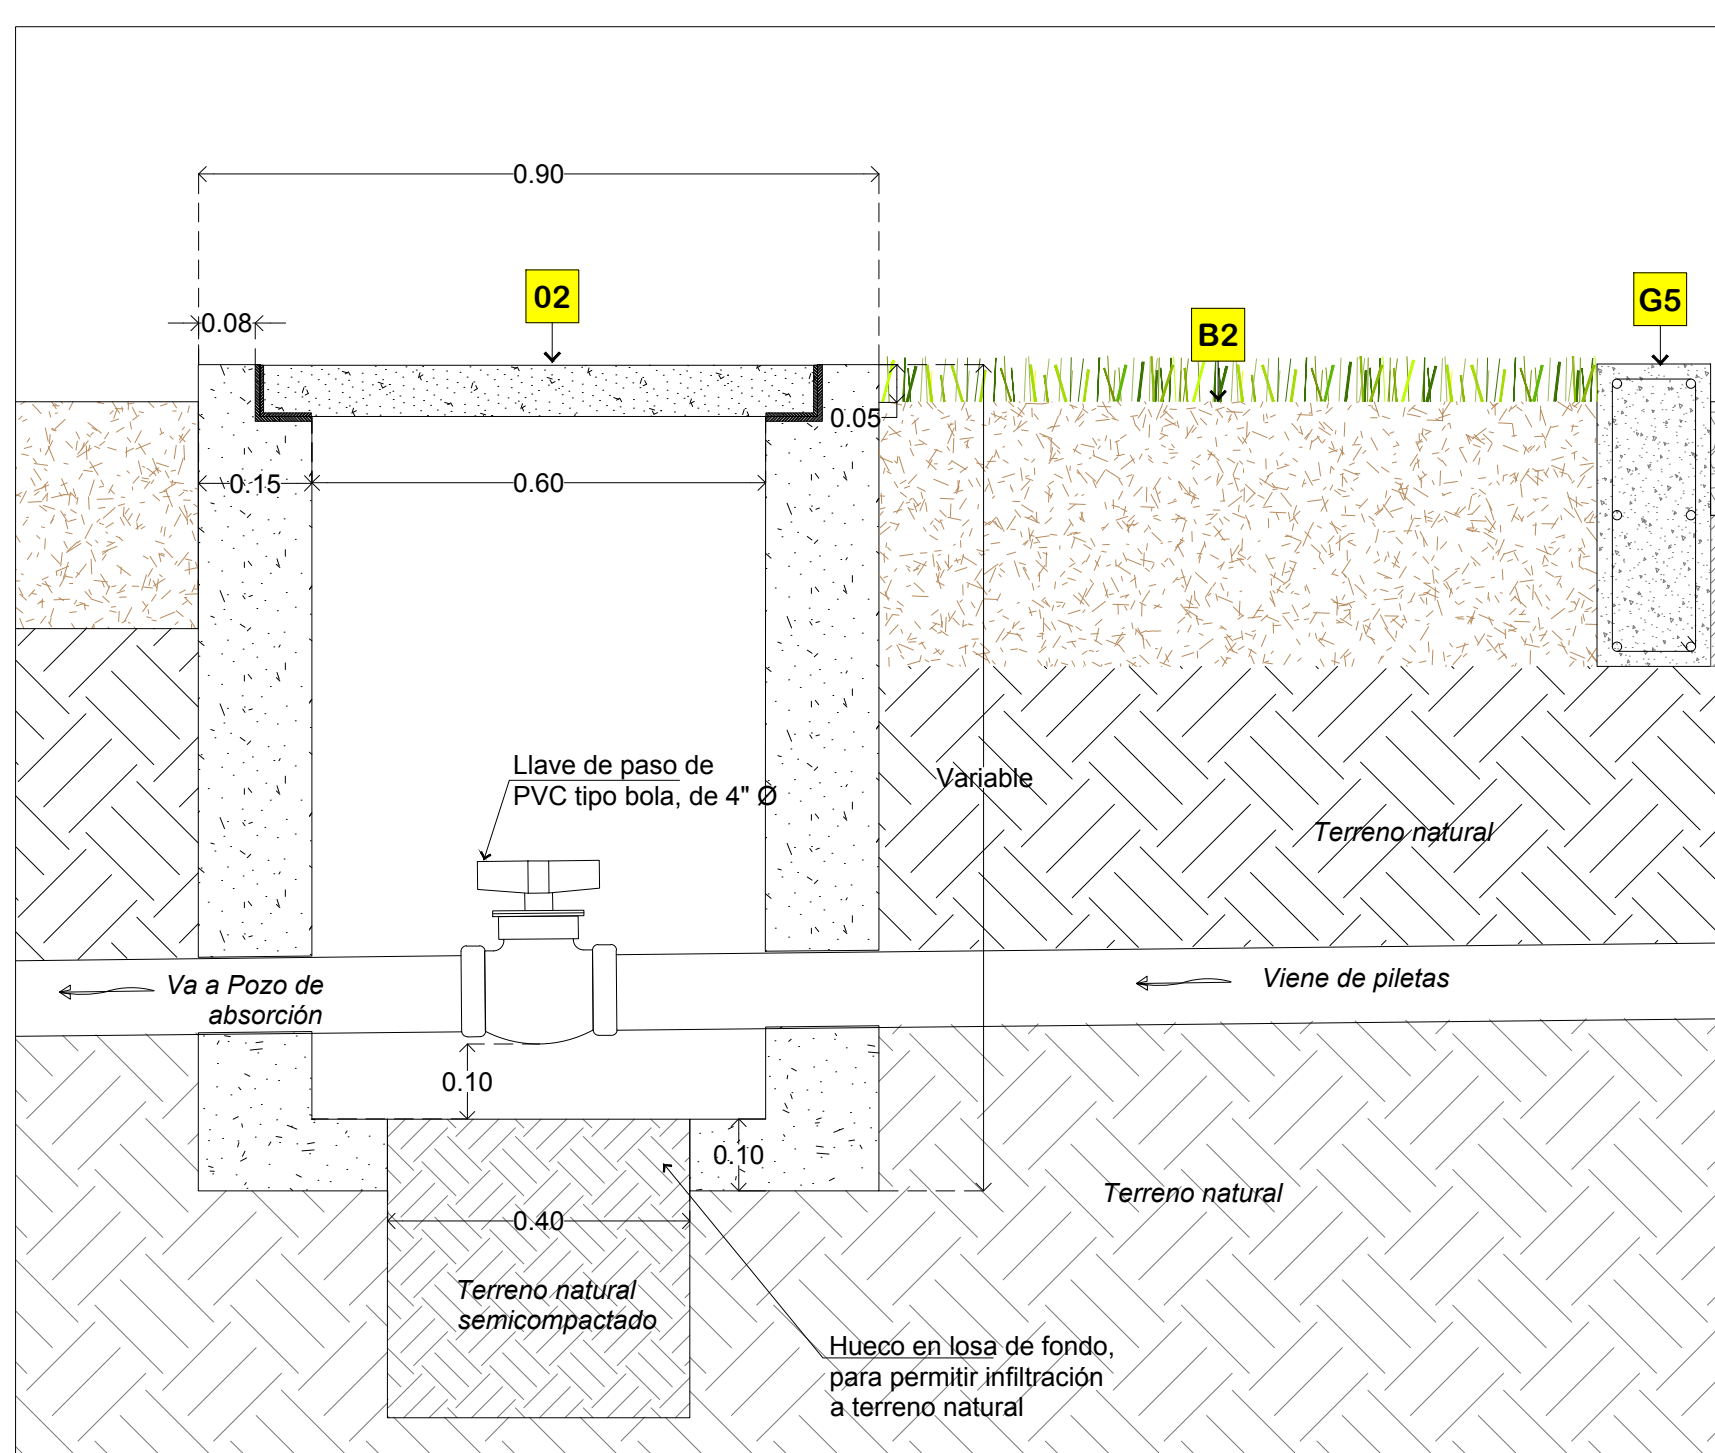 0.90
02
G5
0.08
B2
0.05
0.15
0.60
Llave de paso de
PVC tipo bola, de 4" Ø
Variable
Terreno natural
Va a Pozo de
absorción
Viene de piletas
0.10
0.10
Terreno natural
0.40
Terreno natural
semicompactado
Hueco en losa de fondo,
para permitir infiltración
a terreno natural